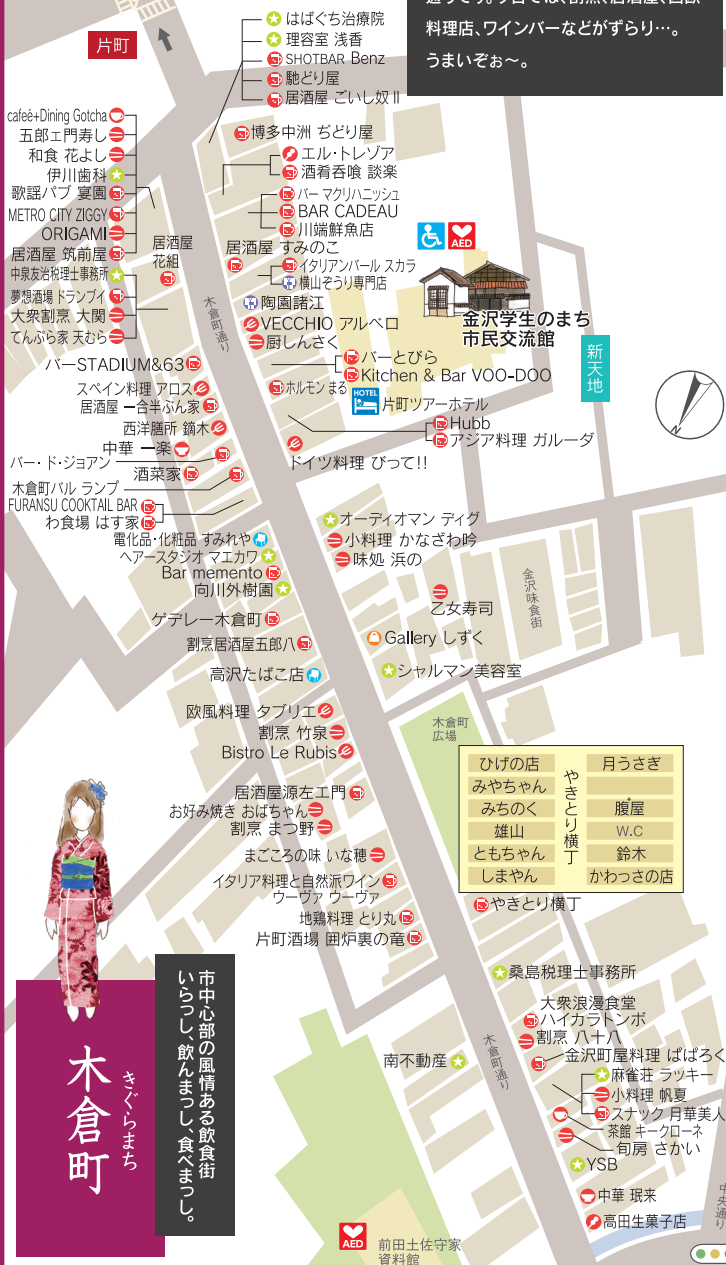 料理店、ワインバーなどがずらり…。
うまいぞぉ～。
片町
はばぐち治療院
理容室 浅香
SHOTBAR Benz
馳どり屋
居酒屋 ごいし奴Ⅱ
café+Dining Gotcha
五郎ェ門寿し
和食 花よし
伊川歯科
歌謡パブ 宴園
METRO CITY ZIGGY
ORIGAMI
居酒屋 筑前屋
中泉友治税理士事務所
夢想酒場 ドランブイ
大衆割烹 大関
てんぷら家 天むら
居酒屋
花組
博多中洲 ぢどり屋
エル・トレゾア
酒肴呑喰 談楽
バー マクリハニッシュ
BAR CADEAU
川端鮮魚店
居酒屋 すみのこ
イタリアンバール スカラ
横山ぞうり専門店
陶園諸江
VECCHIO アルベロ
厨しんさく
AED
金沢学生のまち
市民交流館
新天地
木倉町通り
バーとびら
Kitchen & Bar VOO-DOO
ホルモン まる
HOTEL
片町ツアーホテル
Hubb
アジア料理 ガルーダ
ドイツ料理 びって!!
N
バーSTADIUM&63
スペイン料理 アロス
居酒屋 一合半ぶん家
西洋膳所 鏑木
中華 一楽
バー・ド・ジョアン
酒菜家
木倉町バル ランプ
FURANSU COOKTAIL BAR
わ食場 はす家
電化品・化粧品 すみれや
ヘアースタジオ マエカワ
Bar memento
向川外樹園
ゲデレー木倉町
割烹居酒屋五郎八
高沢たばこ店
欧風料理 タブリエ
割烹 竹泉
Bistro Le Rubis
居酒屋源左エ門
お好み焼き おばちゃん
割烹 まつ野
まごころの味 いな穂
イタリア料理と自然派ワイン
ウーヴァ ウーヴァ
地鶏料理 とり丸
片町酒場 囲炉裏の竜
オーディオマン ディグ
小料理 かなざわ吟
味処 浜の
乙女寿司
金沢味食街
Gallery しずく
シャルマン美容室
木倉町
広場
やきとり横丁
ひげの店
みやちゃん
みちのく
雄山
ともちゃん
しまやん
月うさぎ
腹屋
W.C
鈴木
かわっさの店
やきとり横丁
桑島税理士事務所
大衆浪漫食堂
ハイカラトンボ
割烹 八十八
金沢町屋料理 ぱぱろく
麻雀荘 ラッキー
小料理 帆夏
スナック 月華美人
茶館 キークローネ
旬房 さかい
YSB
中華 珉来
高田生菓子店
南不動産
木倉町通り
中央通り
AED
前田土佐守家
資料館
市中心部の風情ある飲食街
いらっし、飲んまっし、食べまっし。
きぐらまち
木倉町